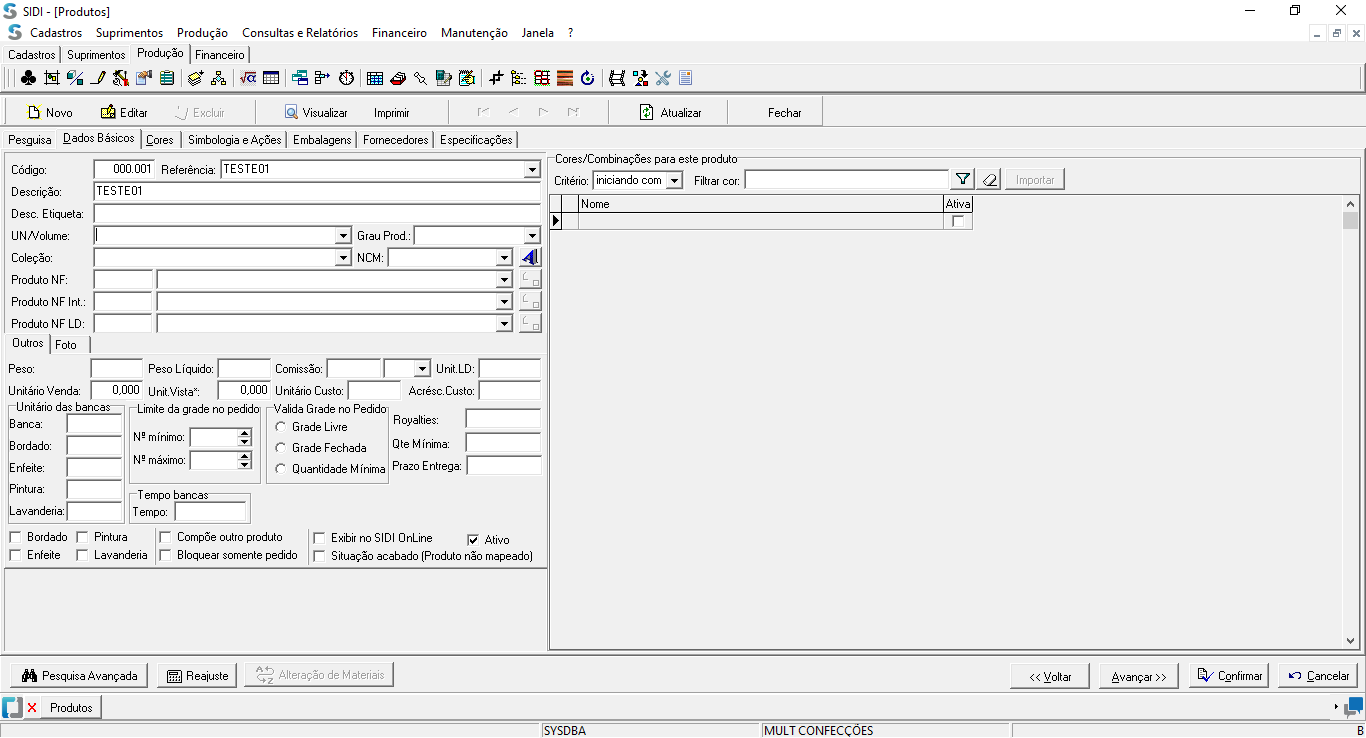 SIDI - [Produtos]
Cadastros Suprimentos Produção Consultas e Relatórios Financeiro Manutenção Janela ?
Cadastros Suprimentos Produção Financeiro
Novo Editar Excluir Visualizar Imprimir Atualizar Fechar
Pesquisa Dados Básicos Cores Simbologia e Ações Embalagens Fornecedores Especificações
Código: 000.001 Referência: TESTE01
Descrição: TESTE01
Desc. Etiqueta:
UN/Volume: Grau Prod.:
Coleção: NCM:
Produto NF:
Produto NF Int.:
Produto NF LD:
Outros Foto
Peso: Peso Líquido: Comissão: Unit.LD:
Unitário Venda: 0,000 Unit.Vista*: 0,000 Unitário Custo: Acrésc.Custo:
Unitário das bancas
Banca:
Bordado:
Enfeite:
Pintura:
Lavanderia:
Limite da grade no pedido
Nº mínimo:
Nº máximo:
Tempo bancas
Tempo:
Valida Grade no Pedido
Grade Livre
Grade Fechada
Quantidade Mínima
Royalties:
Qte Mínima:
Prazo Entrega:
Bordado Pintura Compõe outro produto Exibir no SIDI OnLine Ativo
Enfeite Lavanderia Bloquear somente pedido Situação acabado (Produto não mapeado)
Cores/Combinações para este produto
Critério: iniciando com Filtrar cor: Importar
Nome Ativa
Pesquisa Avançada Reajuste Alteração de Materiais << Voltar Avançar >> Confirmar Cancelar
Produtos
SYSDBA MULT CONFECÇÕES B